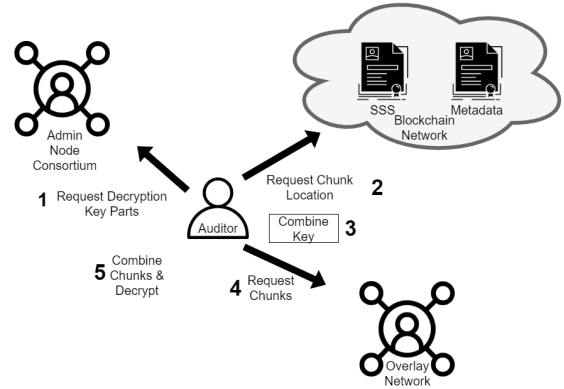 SSS
Metadata
Blockchain
Network
Admin
Node
Consortium
1
Request Decryption
Key Parts
Request Chunk
Location
2
Auditor
Combine
Key
3
5
Combine
Chunks &
Decrypt
4
Request
Chunks
Overlay
Network